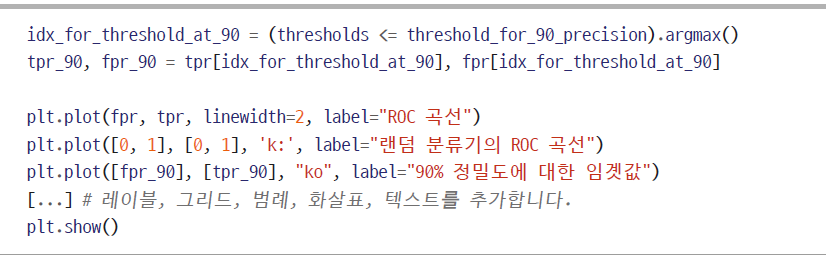 idx_for_threshold_at_90 = (thresholds <= threshold_for_90_precision).argmax()
tpr_90, fpr_90 = tpr[idx_for_threshold_at_90], fpr[idx_for_threshold_at_90]
plt.plot(fpr, tpr, linewidth=2, label="ROC 곡선")
plt.plot([0, 1], [0, 1], 'k:', label="랜덤 분류기의 ROC 곡선")
plt.plot([fpr_90], [tpr_90], "ko", label="90% 정밀도에 대한 임곗값")
[...] # 레이블, 그리드, 범례, 화살표, 텍스트를 추가합니다.
plt.show()